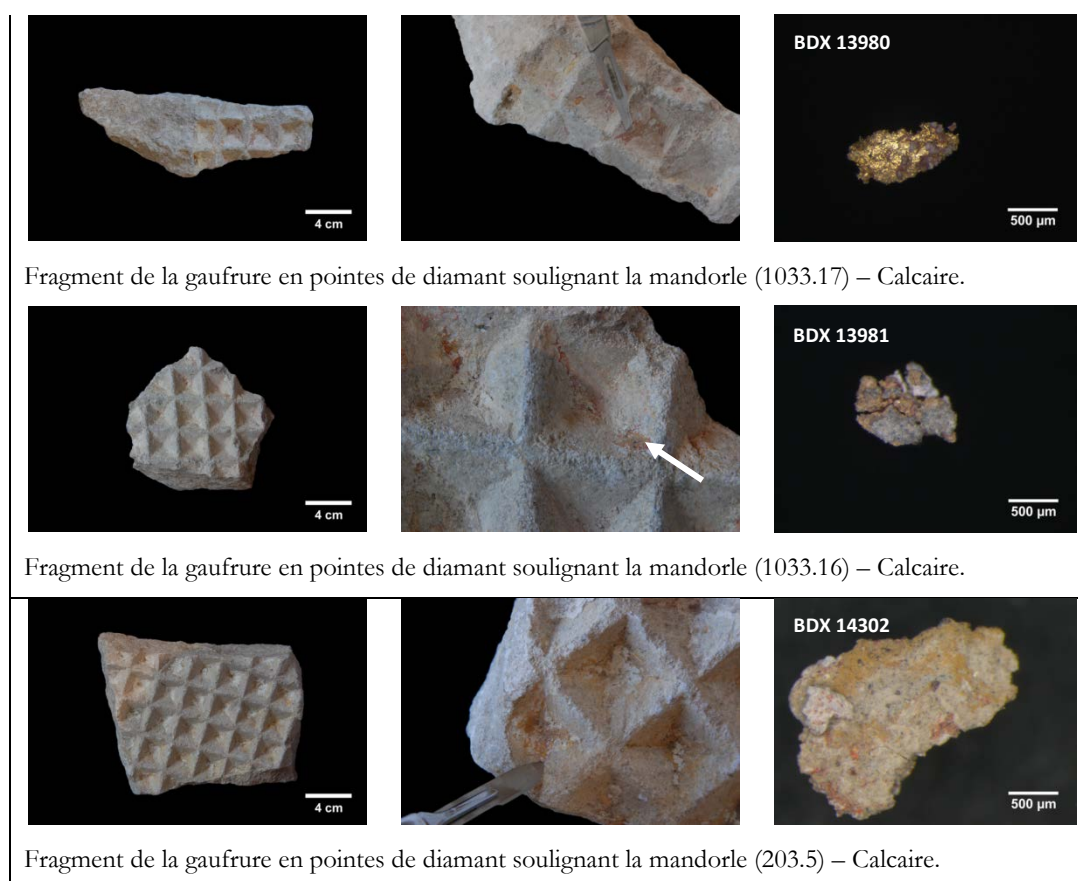 BDX 13980
4 cm
500 µm
Fragment de la gaufrure en pointes de diamant soulignant la mandorle (1033.17) – Calcaire.
BDX 13981
4 cm
500 µm
Fragment de la gaufrure en pointes de diamant soulignant la mandorle (1033.16) – Calcaire.
BDX 14302
4 cm
500 µm
Fragment de la gaufrure en pointes de diamant soulignant la mandorle (203.5) – Calcaire.